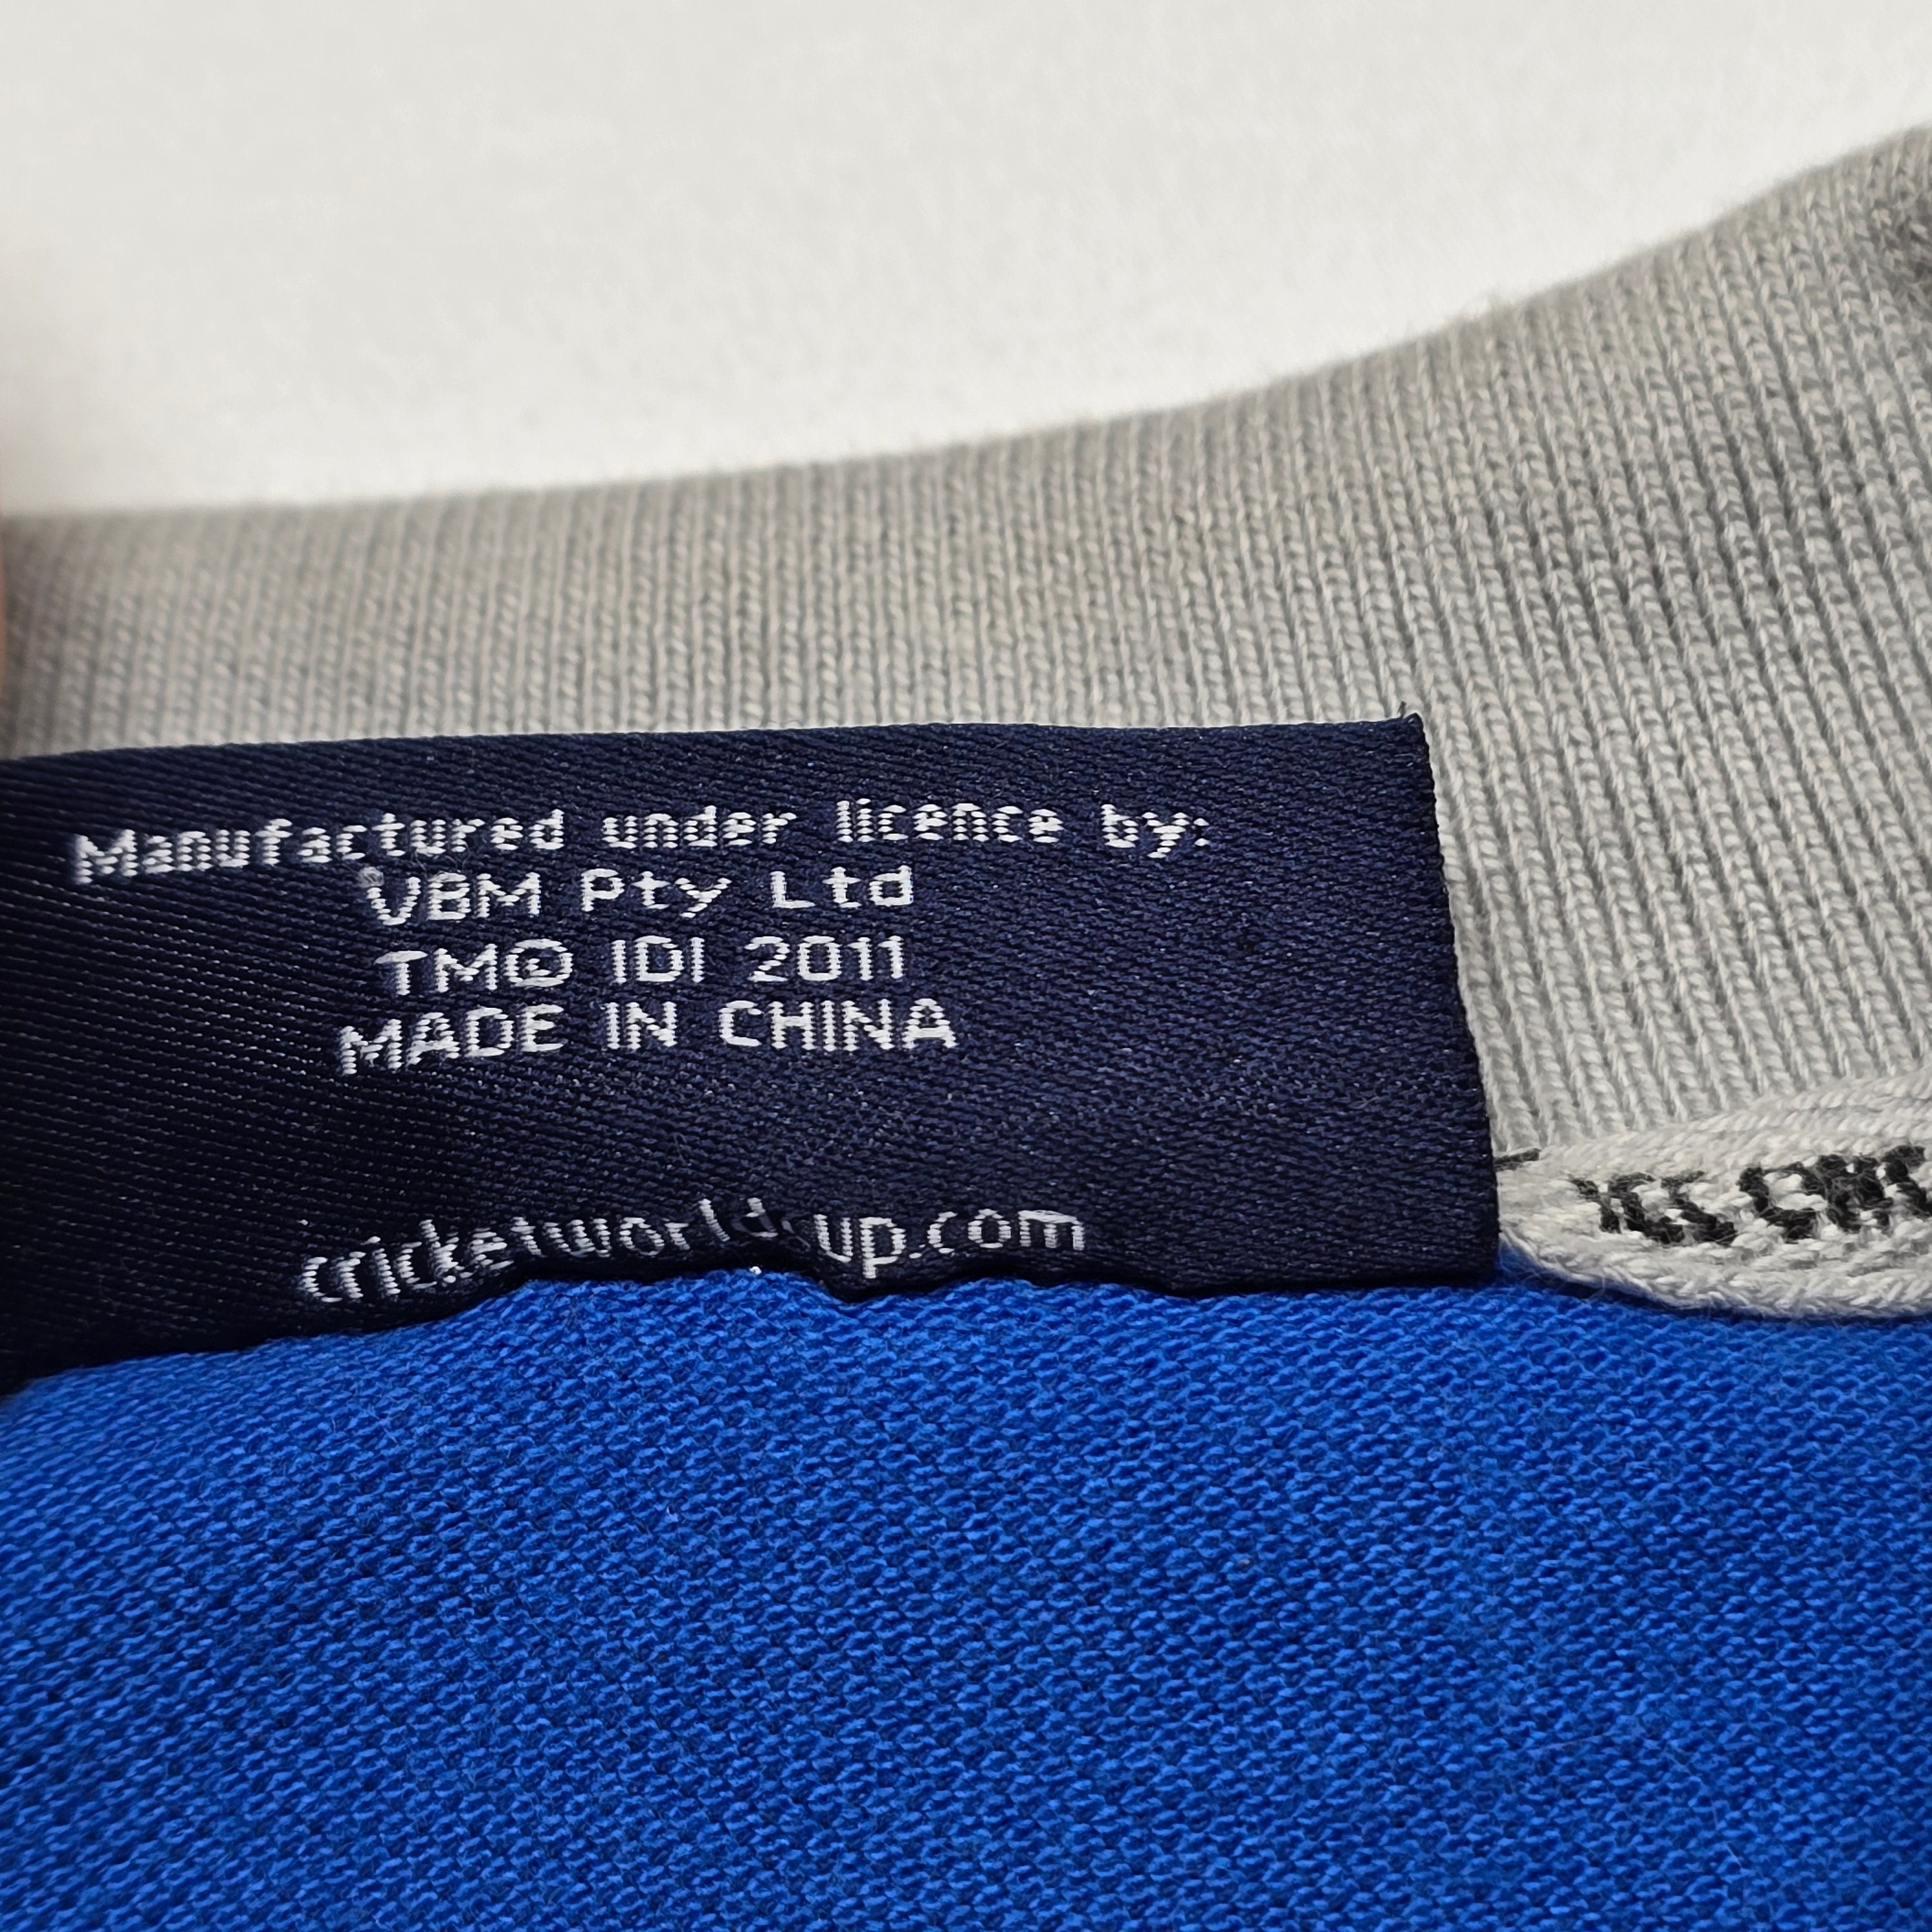 Manufactured under licence by:
VBM Pty Ltd
TM© IDI 2011
MADE IN CHINA
cricketworldcup.com